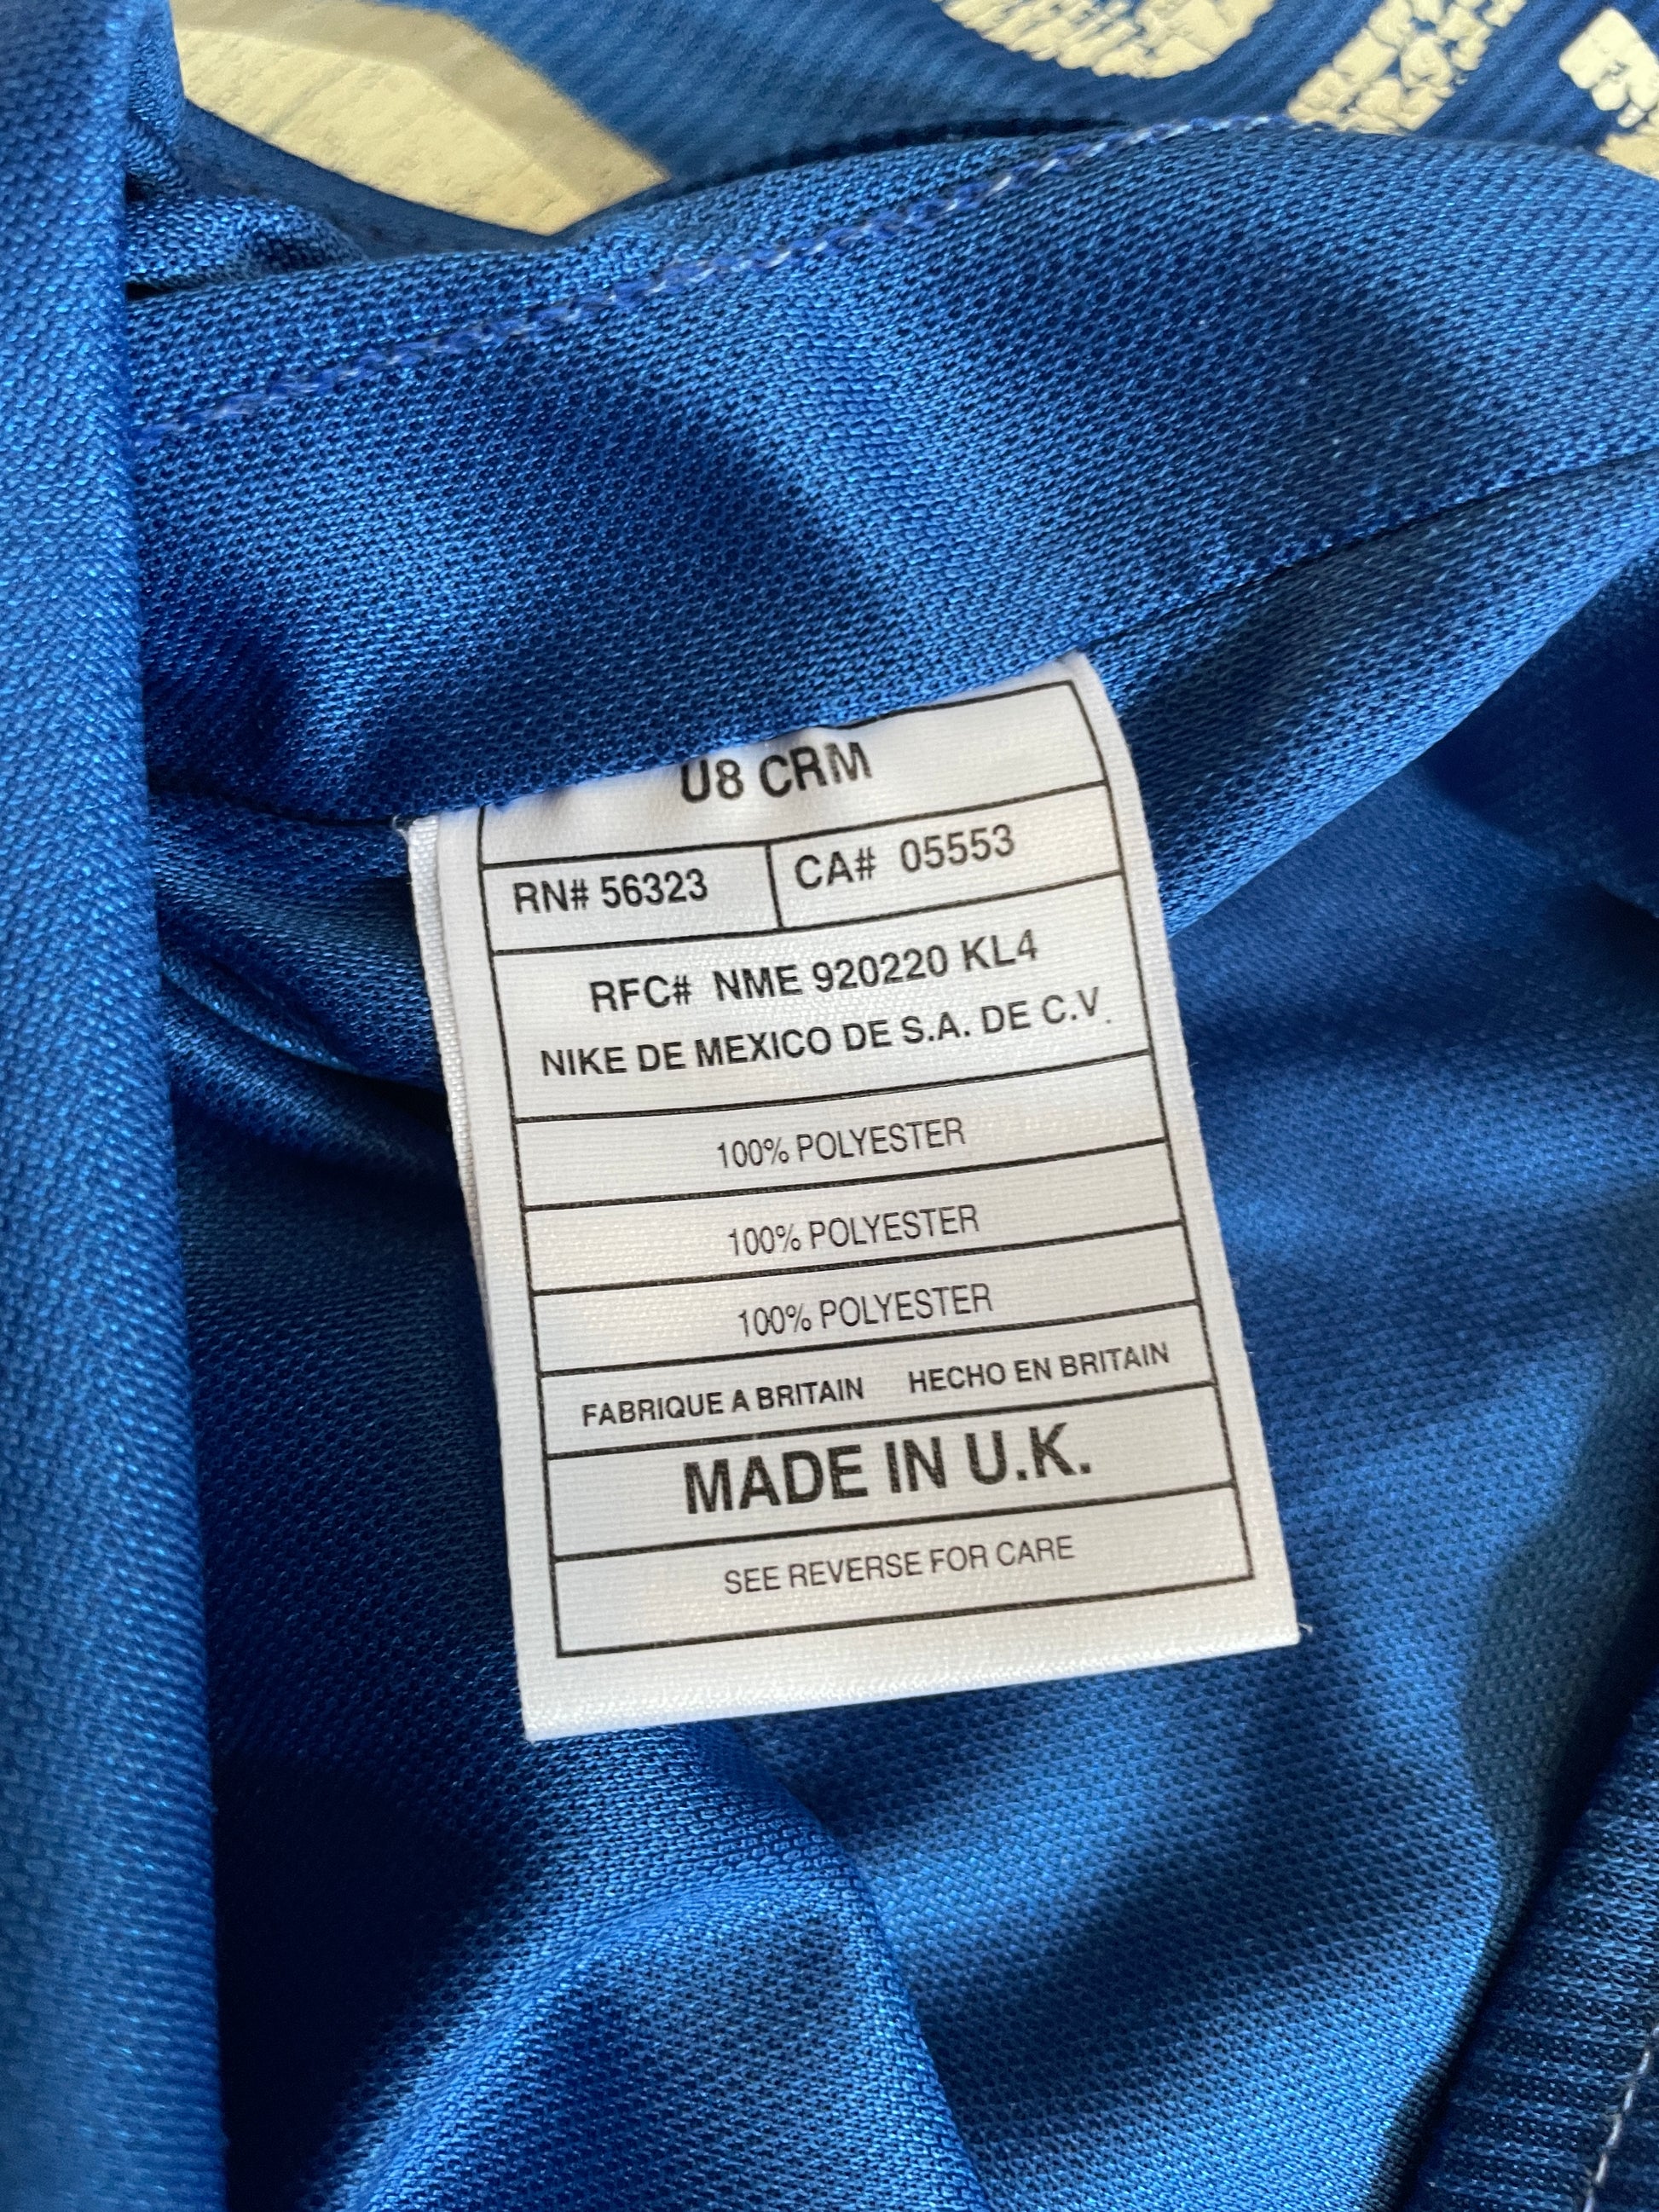 U8 CRM
RN# 56323 CA# 05553
RFC# NME 920220 KL4
NIKE DE MEXICO DE S.A. DE C.V.
100% POLYESTER
100% POLYESTER
100% POLYESTER
FABRIQUE A BRITAIN HECHO EN BRITAIN
MADE IN U.K.
SEE REVERSE FOR CARE